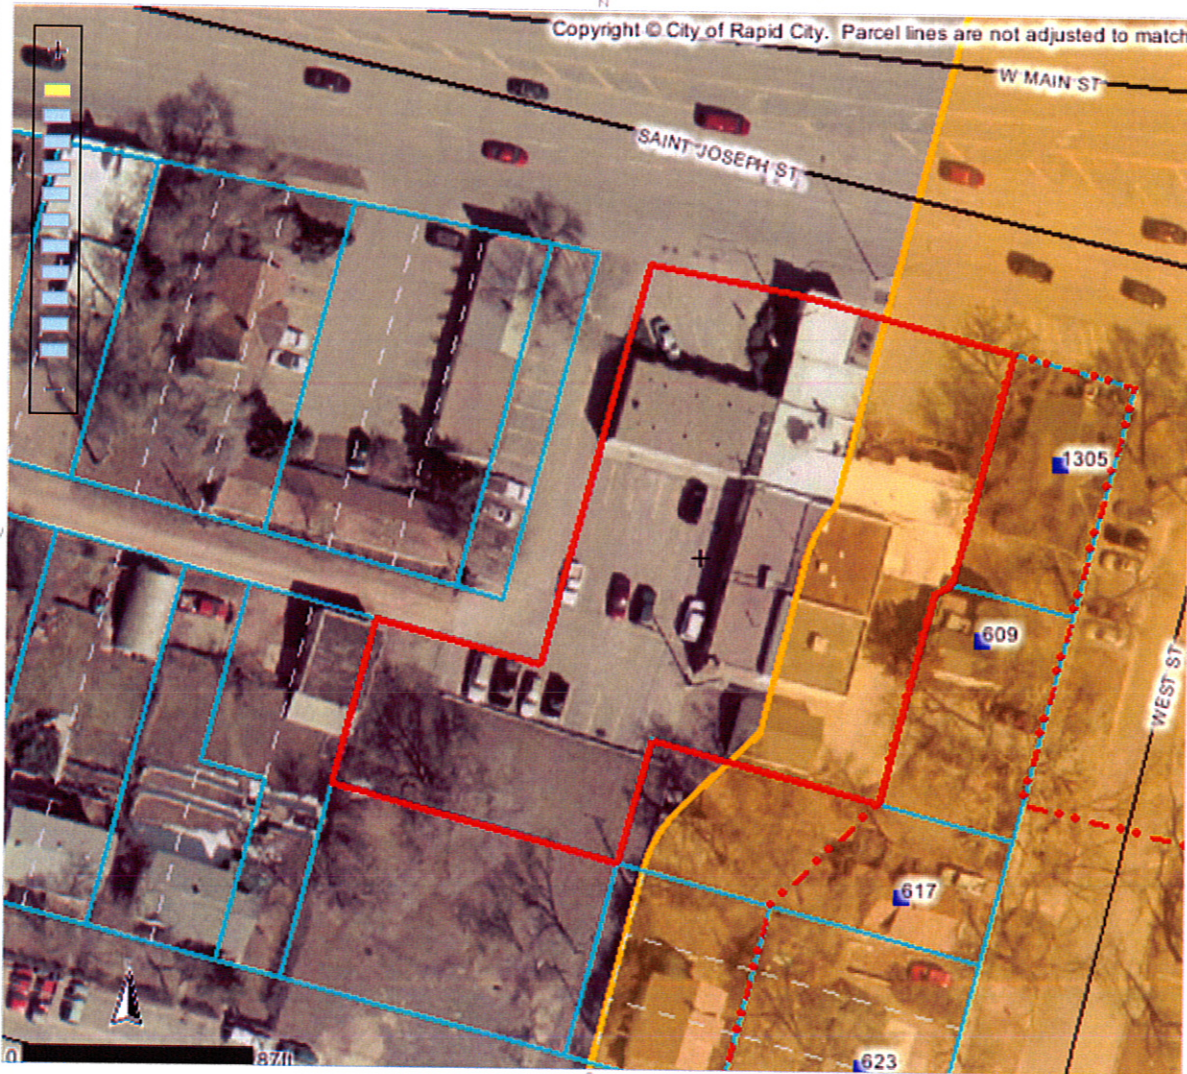 N
Copyright © City of Rapid City. Parcel lines are not adjusted to match
W MAIN ST
SAINT JOSEPH ST
1305
609
WEST ST
617
623
0 87ft